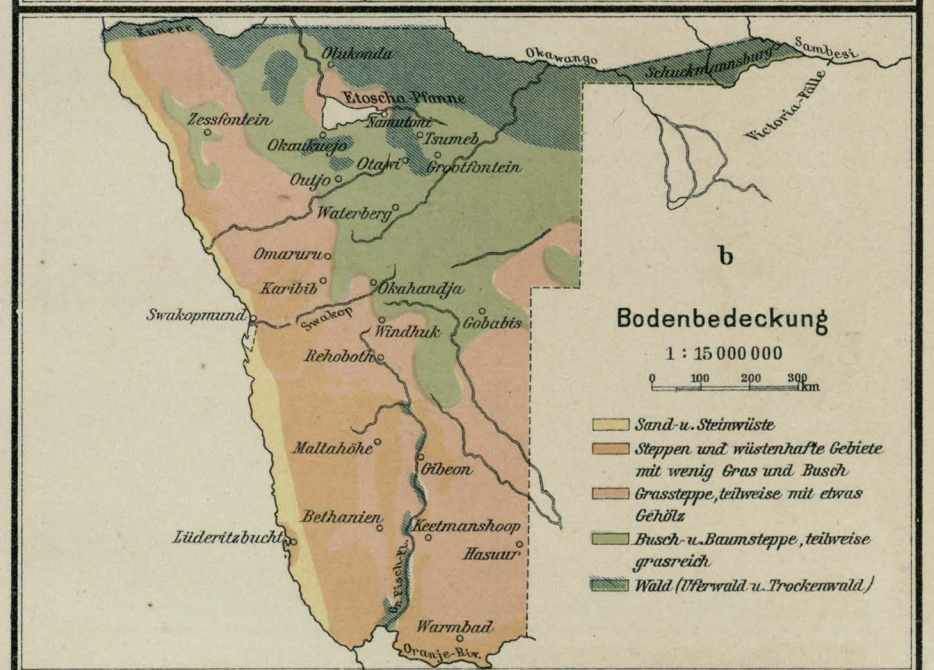 Kunene
Olukonda
Okawango
Sambesi
Schuckmannsburg
Victoria-Fälle
Etoscha-Pfanne
Zessfontein
Namutoni
Okaukuejo
Tsumeb
Otawi
Grootfontein
Outjo
Waterberg
Omaruru
Karibib
Okahandja
Swakopmund
Swakop
Windhuk
Gobabis
Rehoboth
Maltahöhe
Gibeon
Bethanien
Keetmanshoop
Lüderitzbucht
Hasuur
Gr. Fisch-Fl.
Warmbad
Oranje-Riv.
b
Bodenbedeckung
1 : 15 000 000
0 100 200 300 km
Sand-u. Steinwüste
Steppen und wüstenhafte Gebiete
mit wenig Gras und Busch
Grassteppe, teilweise mit etwas
Gehölz
Busch-u. Baumsteppe, teilweise
grasreich
Wald (Uferwald u. Trockenwald)